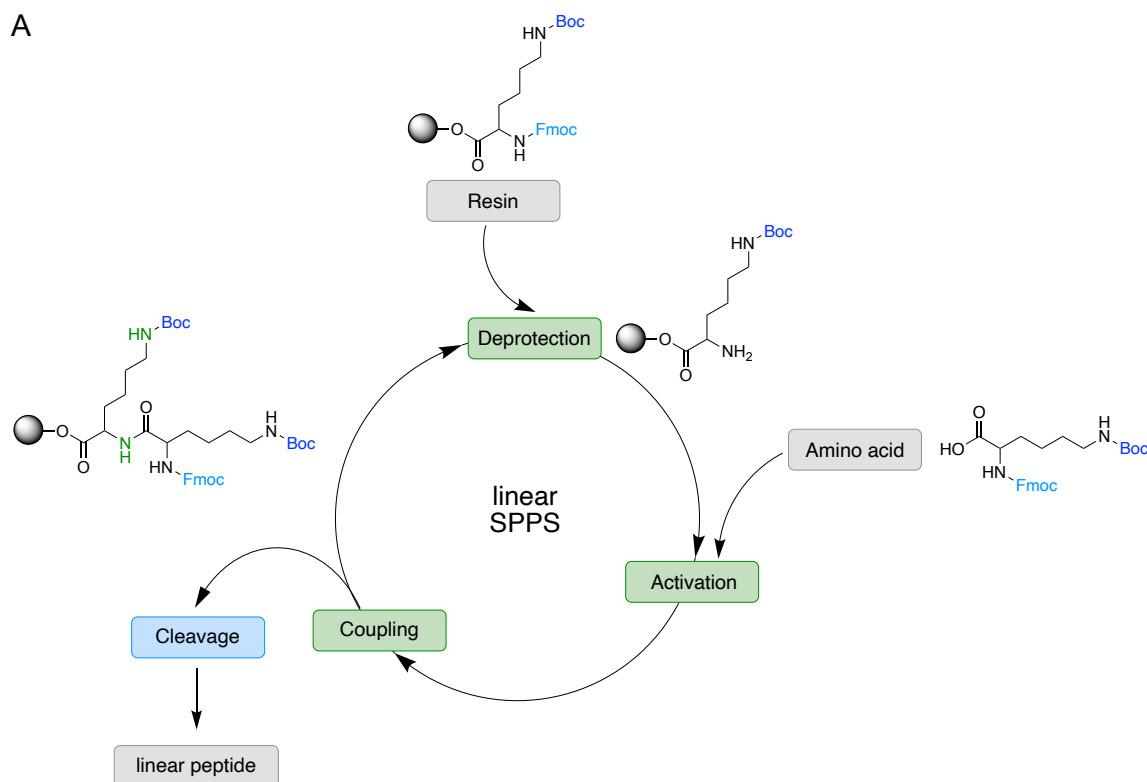 A
HN Boc
O
O
N
H
Fmoc
Resin
HN Boc
O
O
NH2
Deprotection
HN Boc
O
O
O
N
H
HN
Fmoc
H
N
Boc
Amino acid
O
HO
HN
Fmoc
H
N
Boc
linear
SPPS
Activation
Coupling
Cleavage
linear peptide